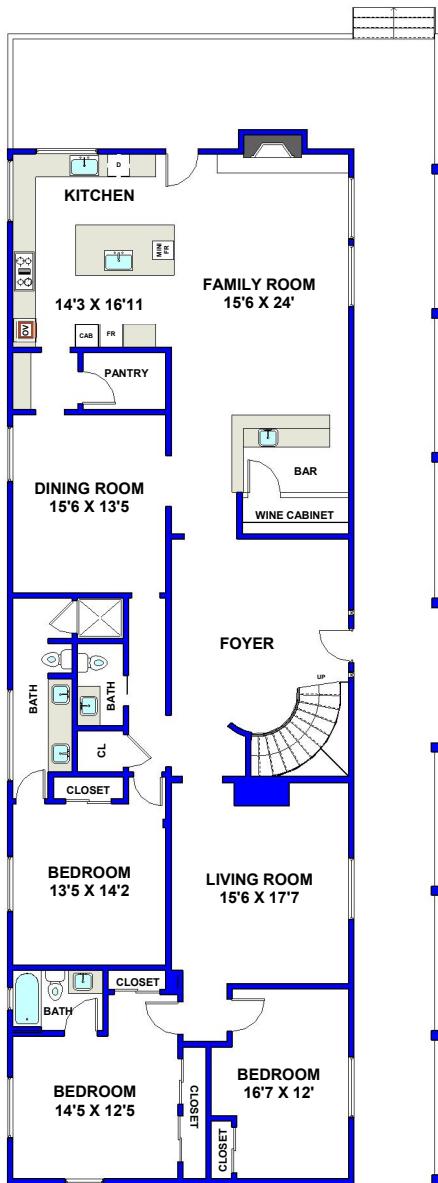 D
KITCHEN
MINI
FR
FAMILY ROOM
15'6 X 24'
14'3 X 16'11
OV
CAB
FR
PANTRY
BAR
DINING ROOM
15'6 X 13'5
WINE CABINET
FOYER
UP
BATH
BATH
CL
CLOSET
BEDROOM
13'5 X 14'2
LIVING ROOM
15'6 X 17'7
CLOSET
BATH
BEDROOM
14'5 X 12'5
BEDROOM
16'7 X 12'
CLOSET
CLOSET